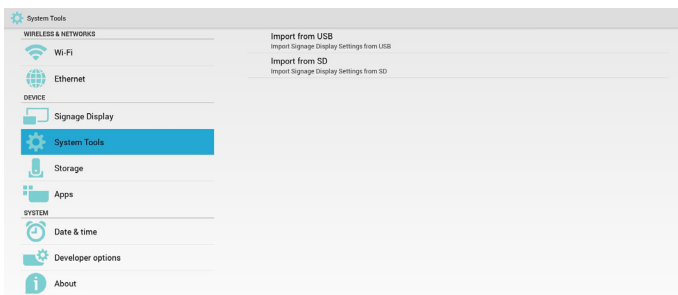 System Tools
WIRELESS & NETWORKS
Wi-Fi
Ethernet
DEVICE
Signage Display
System Tools
Storage
Apps
SYSTEM
Date & time
Developer options
About
Import from USB
Import Signage Display Settings from USB
Import from SD
Import Signage Display Settings from SD